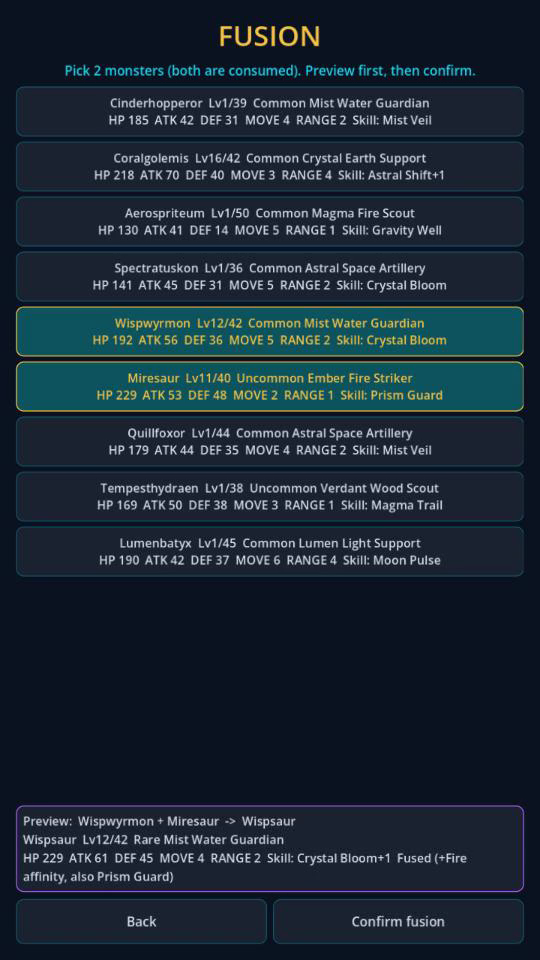 FUSION
Pick 2 monsters (both are consumed). Preview first, then confirm.
Cinderhopperor Lv1/39 Common Mist Water Guardian
HP 185 ATK 42 DEF 31 MOVE 4 RANGE 2 Skill: Mist Veil
Coralgolemis Lv16/42 Common Crystal Earth Support
HP 218 ATK 70 DEF 40 MOVE 3 RANGE 4 Skill: Astral Shift+1
Aerospriteum Lv1/50 Common Magma Fire Scout
HP 130 ATK 41 DEF 14 MOVE 5 RANGE 1 Skill: Gravity Well
Spectratuskon Lv1/36 Common Astral Space Artillery
HP 141 ATK 45 DEF 31 MOVE 5 RANGE 2 Skill: Crystal Bloom
Wispwyrmon Lv12/42 Common Mist Water Guardian
HP 192 ATK 56 DEF 36 MOVE 5 RANGE 2 Skill: Crystal Bloom
Miresaur Lv11/40 Uncommon Ember Fire Striker
HP 229 ATK 53 DEF 48 MOVE 2 RANGE 1 Skill: Prism Guard
Quillfoxor Lv1/44 Common Astral Space Artillery
HP 179 ATK 44 DEF 35 MOVE 4 RANGE 2 Skill: Mist Veil
Tempesthydraen Lv1/38 Uncommon Verdant Wood Scout
HP 169 ATK 50 DEF 38 MOVE 3 RANGE 1 Skill: Magma Trail
Lumenbatyx Lv1/45 Common Lumen Light Support
HP 190 ATK 42 DEF 37 MOVE 6 RANGE 4 Skill: Moon Pulse
Preview: Wispwyrmon + Miresaur -> Wispsaur
Wispsaur Lv12/42 Rare Mist Water Guardian
HP 229 ATK 61 DEF 45 MOVE 4 RANGE 2 Skill: Crystal Bloom+1 Fused (+Fire
affinity, also Prism Guard)
Back
Confirm fusion